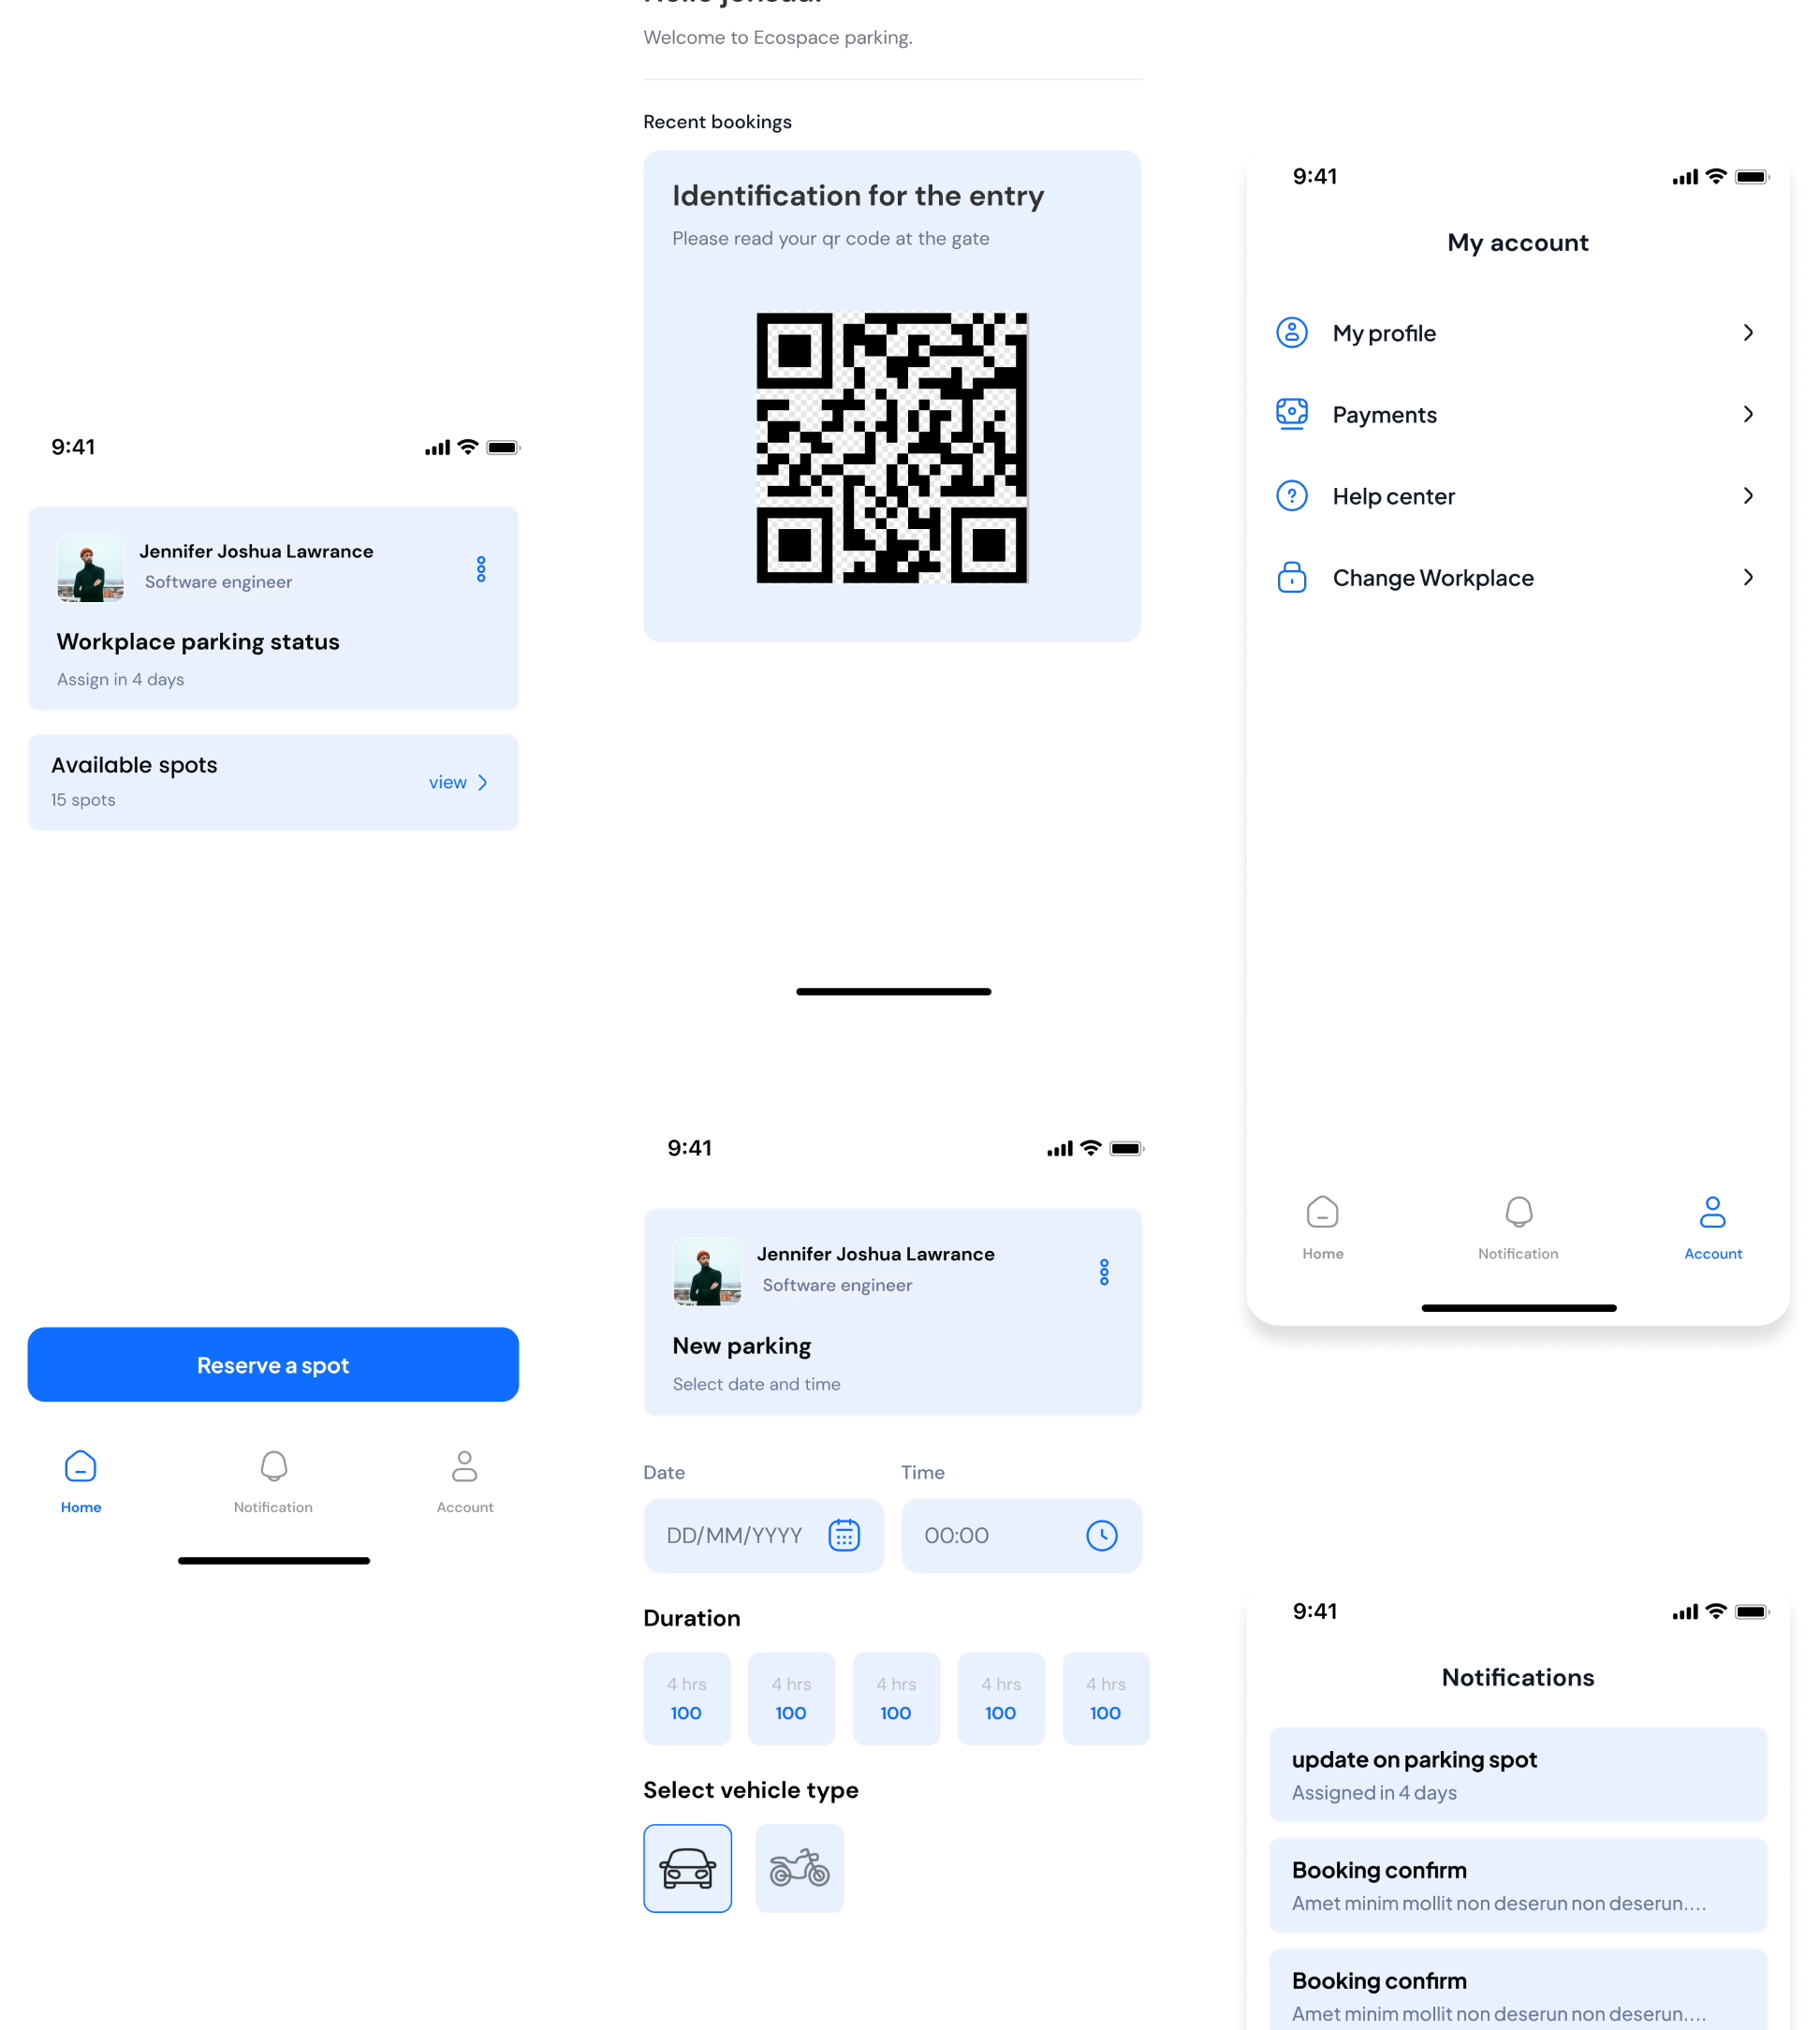 Welcome to Ecospace parking.
Recent bookings
Identification for the entry
Please read your qr code at the gate
9:41
Jennifer Joshua Lawrance
Software engineer
Workplace parking status
Assign in 4 days
Available spots
15 spots
view
Reserve a spot
Home
Notification
Account
9:41
Jennifer Joshua Lawrance
Software engineer
New parking
Select date and time
Date
Time
DD/MM/YYYY
00:00
Duration
4 hrs
100
4 hrs
100
4 hrs
100
4 hrs
100
4 hrs
100
Select vehicle type
9:41
My account
My profile
Payments
Help center
Change Workplace
Home
Notification
Account
9:41
Notifications
update on parking spot
Assigned in 4 days
Booking confirm
Amet minim mollit non deserun non deserun....
Booking confirm
Amet minim mollit non deserun non deserun....